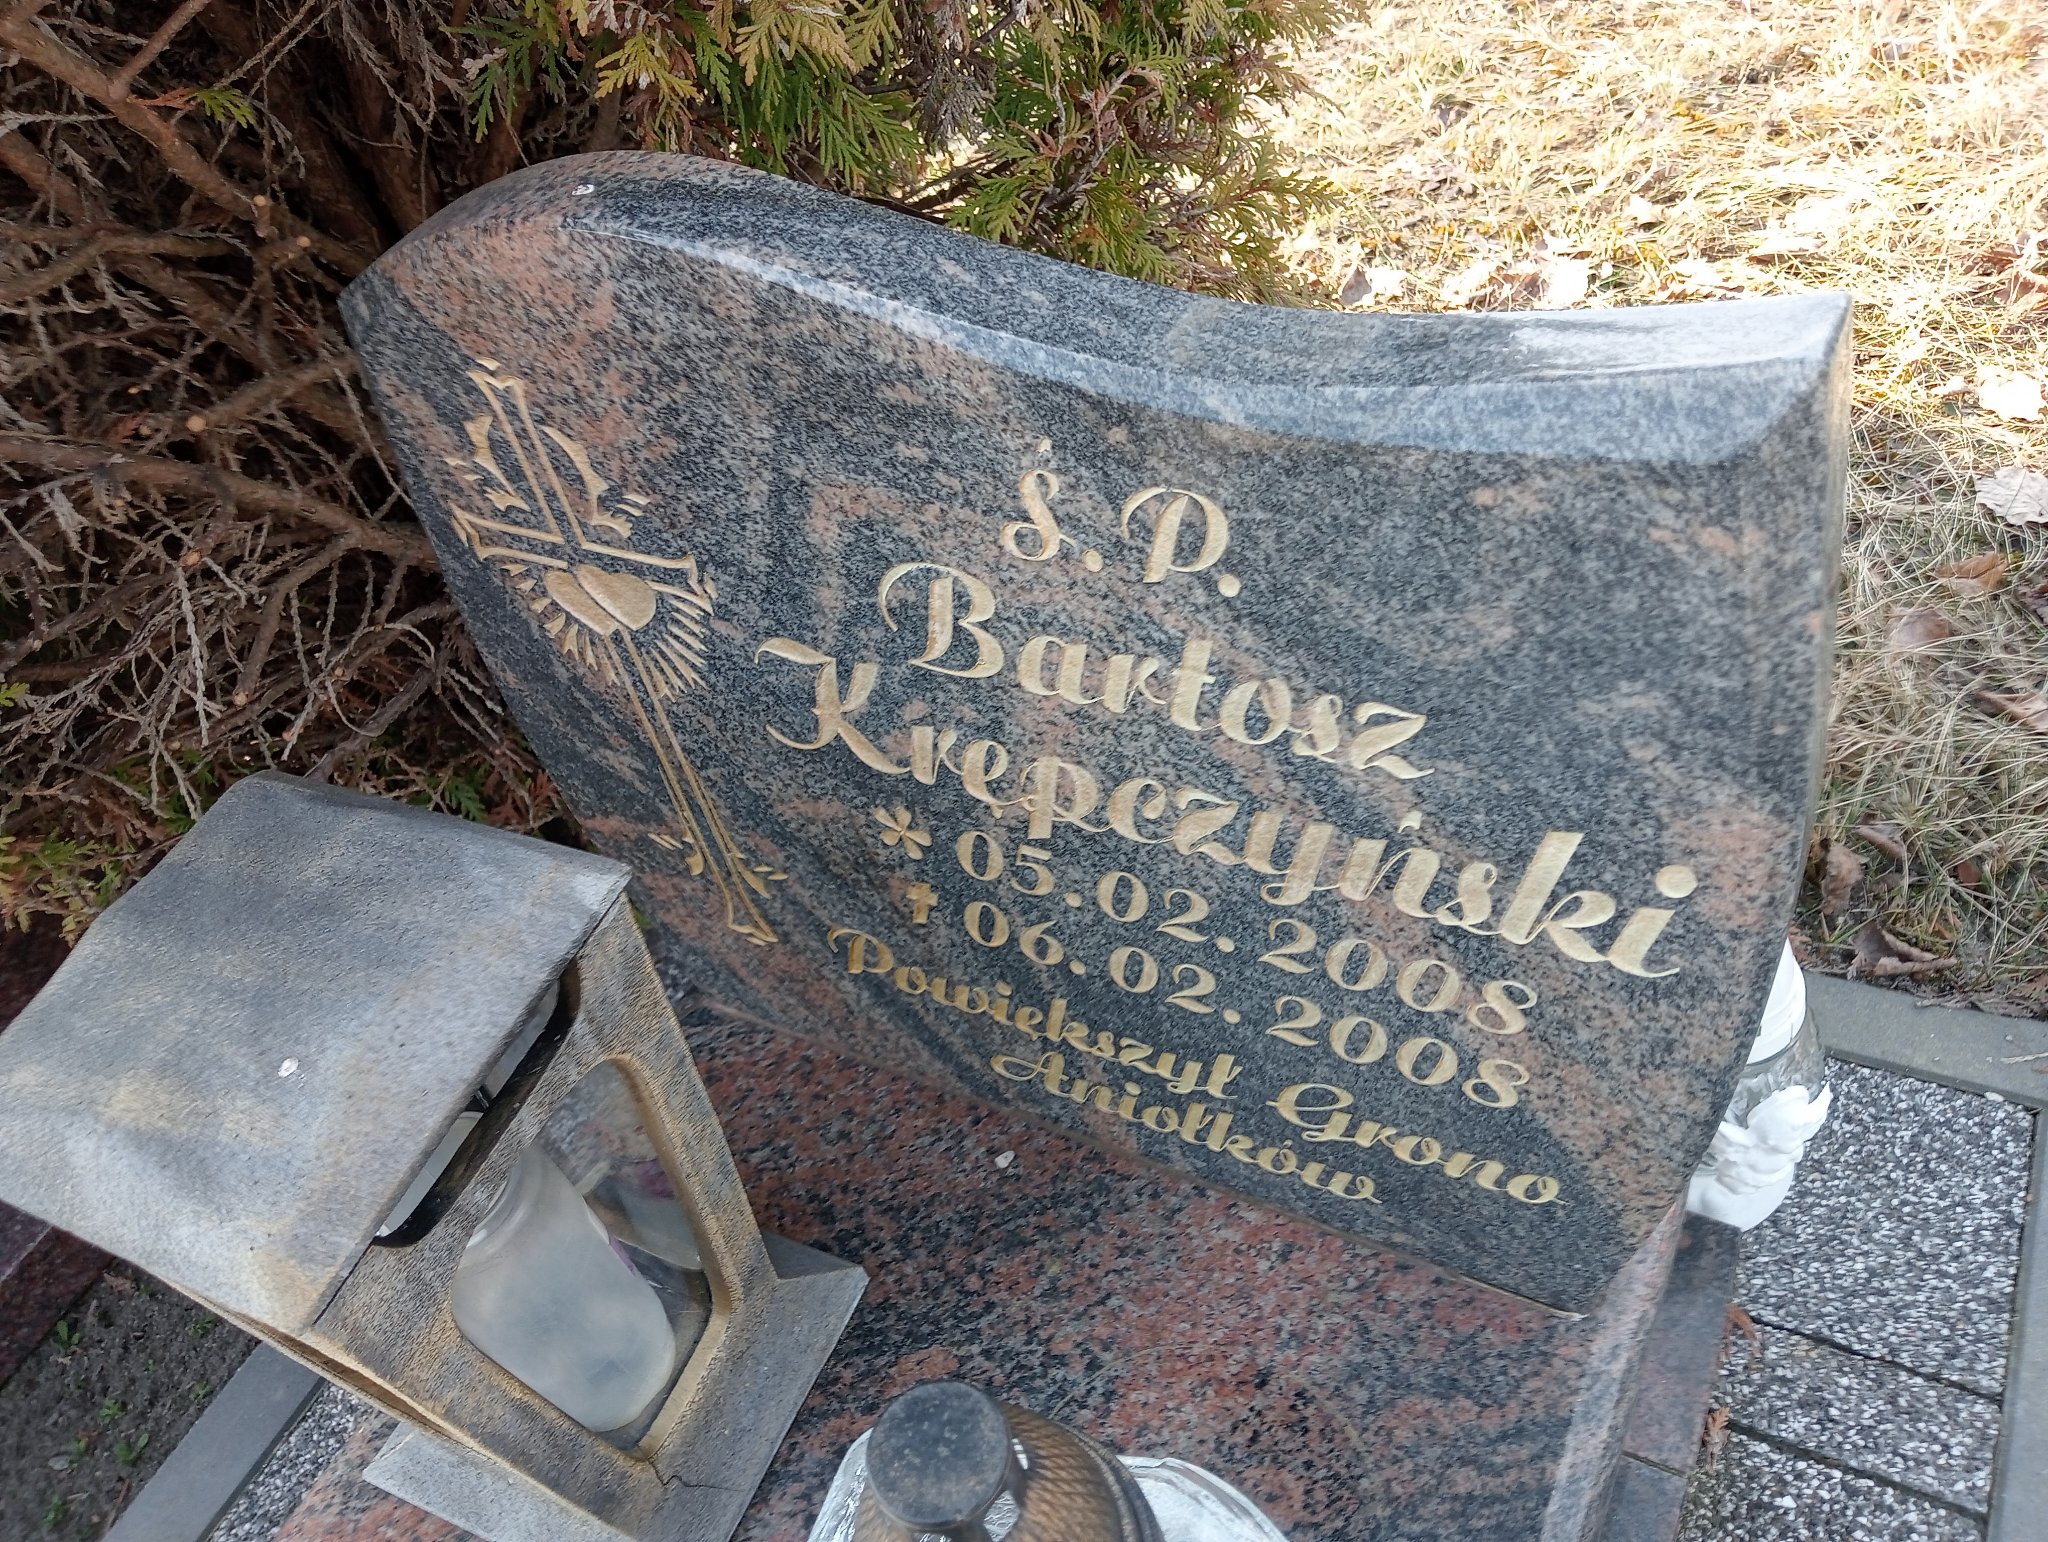 Ś. P.
Bartosz
Krępczyński
* 05.02.2008
✝ 06.02.2008
Powiększył Grono
Aniołków